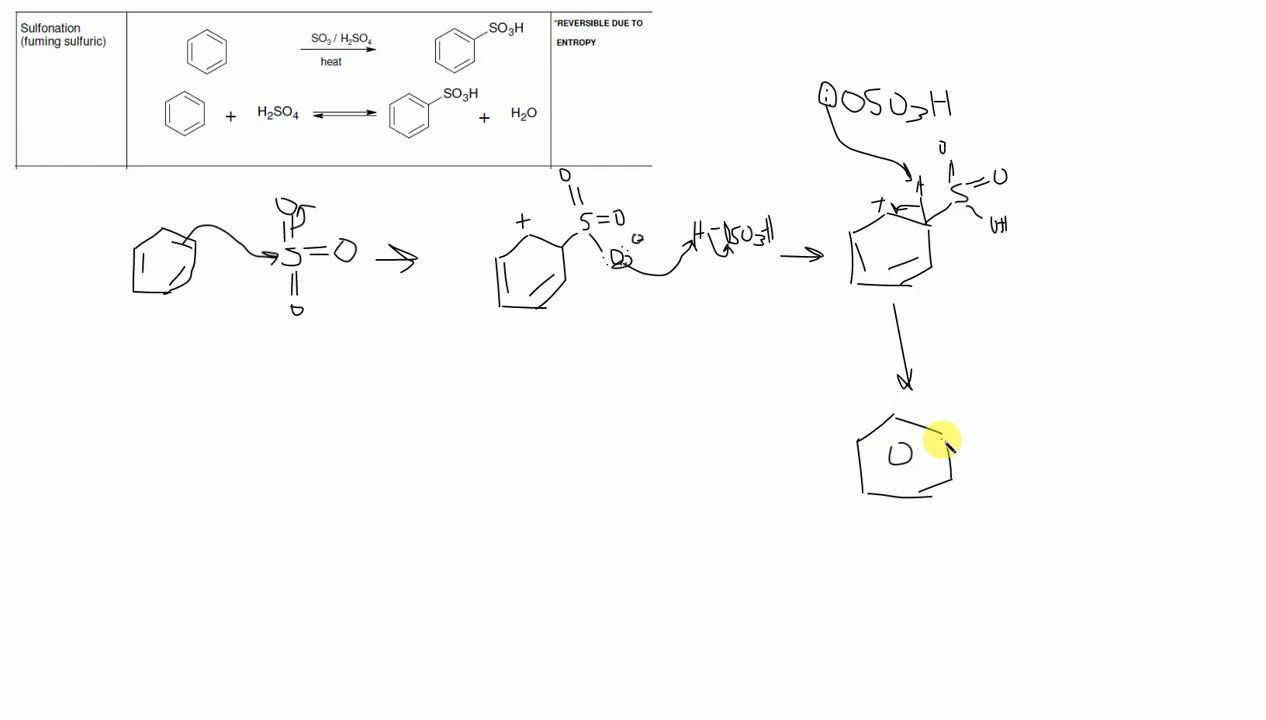 Sulfonation
(fuming sulfuric)
SO3 / H2SO4
heat
SO3H
*REVERSIBLE DUE TO
ENTROPY
+
H2SO4
SO3H
+
H2O
OSO3H
O
S
O
O
O
+
S=O
O
H-OSO3H
+
H
O
S
O
OH
O